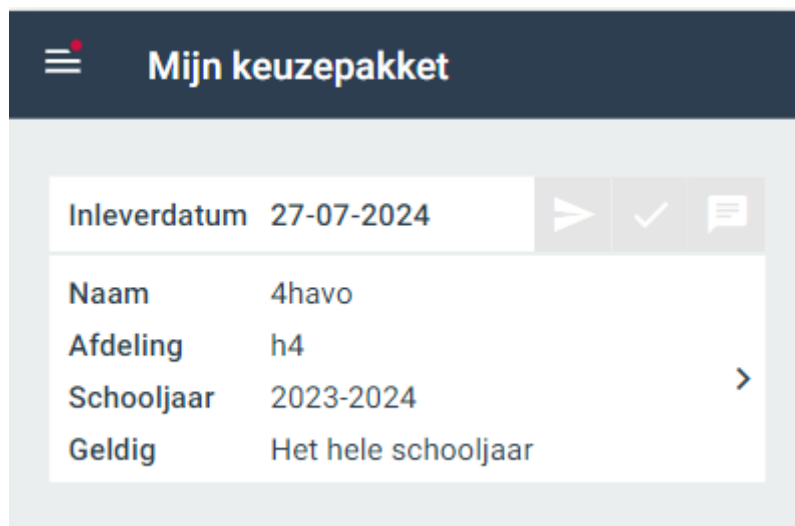 Mijn keuzepakket
Inleverdatum 27-07-2024
Naam 4havo
Afdeling h4
Schooljaar 2023-2024
Geldig Het hele schooljaar